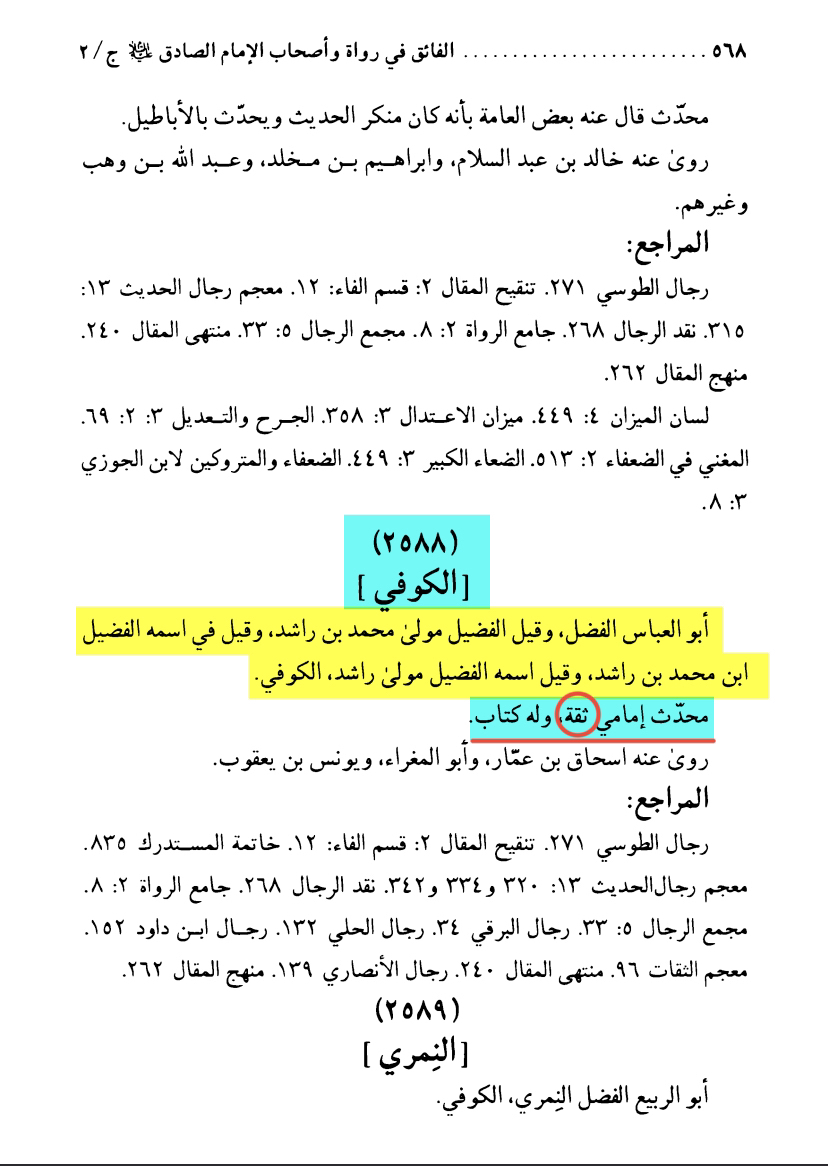 ٥٦٨ ......................... الفائق في رواة وأصحاب الإمام الصادق ﷷ ج/٢
محدّث قال عنه بعض العامة بأنه كان منكر الحديث ويحدّث بالأباطيل.
روىٰ عنه خالد بن عبد السلام، وابراهيم بن مخلد، وعبد الله بن وهب
وغيرهم.
المراجع:
رجال الطوسي ٢٧١. تنقيح المقال ٢: قسم الفاء: ١٢. معجم رجال الحديث ١٣:
٣١٥. نقد الرجال ٢٦٨. جامع الرواة ٢: ٨. مجمع الرجال ٥: ٣٣. منتهى المقال ٢٤٠.
منهج المقال ٢٦٢.
لسان الميزان ٤: ٤٤٩. ميزان الاعتدال ٣: ٣٥٨. الجرح والتعديل ٣: ٢: ٦٩.
المغني في الضعفاء ٢: ٥١٣. الضعاء الكبير ٣: ٤٤٩. الضعفاء والمتروكين لابن الجوزي
٣: ٨.
(٢٥٨٨)
[الكوفي]
أبو العباس الفضل، وقيل الفضيل مولىٰ محمد بن راشد، وقيل في اسمه الفضيل
ابن محمد بن راشد، وقيل اسمه الفضيل مولىٰ راشد، الكوفي.
محدّث إمامي ثقة، وله كتاب.
روىٰ عنه اسحاق بن عمّار، وأبو المغراء، ويونس بن يعقوب.
المراجع:
رجال الطوسي ٢٧١. تنقيح المقال ٢: قسم الفاء: ١٢. خاتمة المستدرك ٨٣٥.
معجم رجال الحديث ١٣: ٣٢٠ و٣٣٤ و٣٤٢. نقد الرجال ٢٦٨. جامع الرواة ٢: ٨.
مجمع الرجال ٥: ٣٣. رجال البرقي ٣٤. رجال الحلي ١٣٢. رجال ابن داود ١٥٢.
معجم الثقات ٩٦. منتهى المقال ٢٤٠. رجال الأنصاري ١٣٩. منهج المقال ٢٦٢.
(٢٥٨٩)
[النِمري]
أبو الربيع الفضل النِمري، الكوفي.